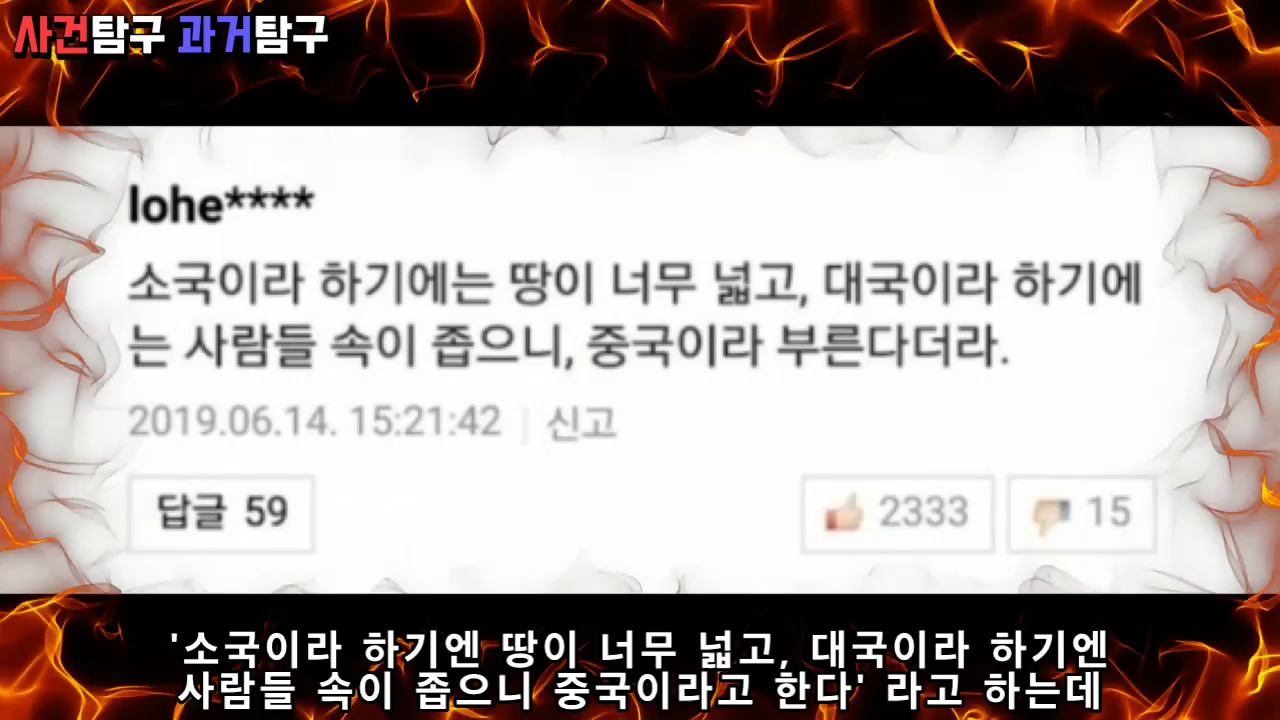 사건탐구 과거탐구
lohe****
소국이라 하기에는 땅이 너무 넓고, 대국이라 하기에
는 사람들 속이 좁으니, 중국이라 부른다더라.
2019.06.14. 15:21:42 | 신고
답글 59
2333
15
'소국이라 하기엔 땅이 너무 넓고, 대국이라 하기엔
사람들 속이 좁으니 중국이라고 한다' 라고 하는데